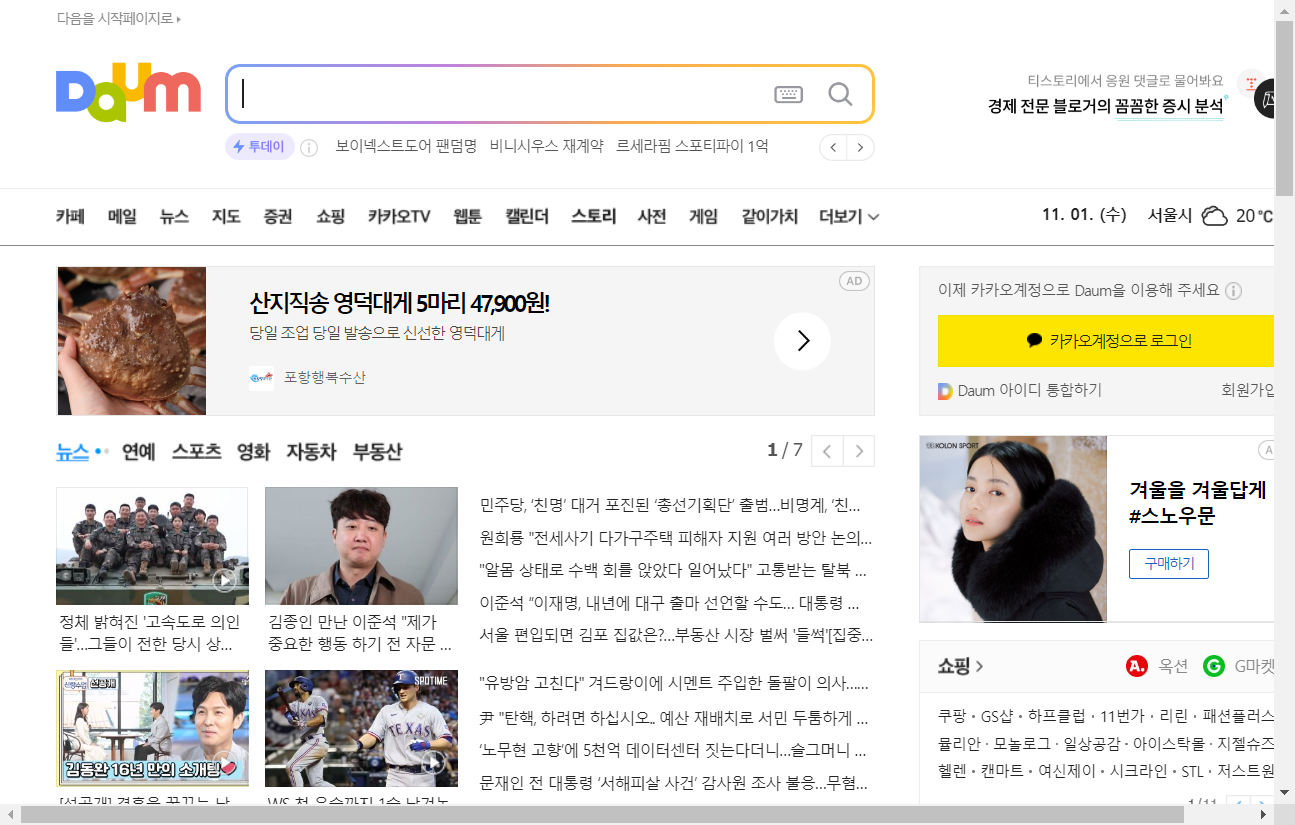 다음을 시작페이지로
Daum
티스토리에서 응원 댓글로 물어봐요
경제 전문 블로거의 꼼꼼한 증시 분석
투데이 보이넥스트도어 팬덤명 비니시우스 재계약 르세라핌 스포티파이 1억
카페 메일 뉴스 지도 증권 쇼핑 카카오TV 웹툰 캘린더 스토리 사전 게임 같이가치 더보기
11. 01. (수) 서울시 20 ℃
AD
산지직송 영덕대게 5마리 47,900원!
당일 조업 당일 발송으로 신선한 영덕대게
포항행복수산
이제 카카오계정으로 Daum을 이용해 주세요
카카오계정으로 로그인
Daum 아이디 통합하기 회원가입
뉴스 연예 스포츠 영화 자동차 부동산 1 / 7
정체 밝혀진 '고속도로 의인
들'…그들이 전한 당시 상...
김종인 만난 이준석 "제가
중요한 행동 하기 전 자문 ...
민주당, ‘친명’ 대거 포진된 ‘총선기획단’ 출범…비명계, ‘친...
원희룡 "전세사기 다가구주택 피해자 지원 여러 방안 논의...
"알몸 상태로 수백 회를 앉았다 일어났다" 고통받는 탈북 ...
이준석 “이재명, 내년에 대구 출마 선언할 수도… 대통령 ...
서울 편입되면 김포 집값은?…부동산 시장 벌써 '들썩'[집중...
KOLON SPORT
겨울을 겨울답게
#스노우문
구매하기
선공개
김동완 16년 만의 소개팅
SPOTIME
TEXAS
[선공개] 결혼을 꿈꾸는 남
WS 첫 우승까지 1승 남겨놓
"유방암 고친다" 겨드랑이에 시멘트 주입한 돌팔이 의사…...
尹 "탄핵, 하려면 하십시오.. 예산 재배치로 서민 두툼하게 ...
‘노무현 고향’에 5천억 데이터센터 짓는다더니…슬그머니 ...
문재인 전 대통령 ‘서해피살 사건’ 감사원 조사 불응…무혐...
쇼핑 A. 옥션 G G마켓
쿠팡 · GS샵 · 하프클럽 · 11번가 · 리린 · 패션플러스
뮬리안 · 모놀로그 · 일상공감 · 아이스탁몰 · 지젤슈즈
헬렌 · 캔마트 · 여신제이 · 시크라인 · STL · 저스트원
1/11